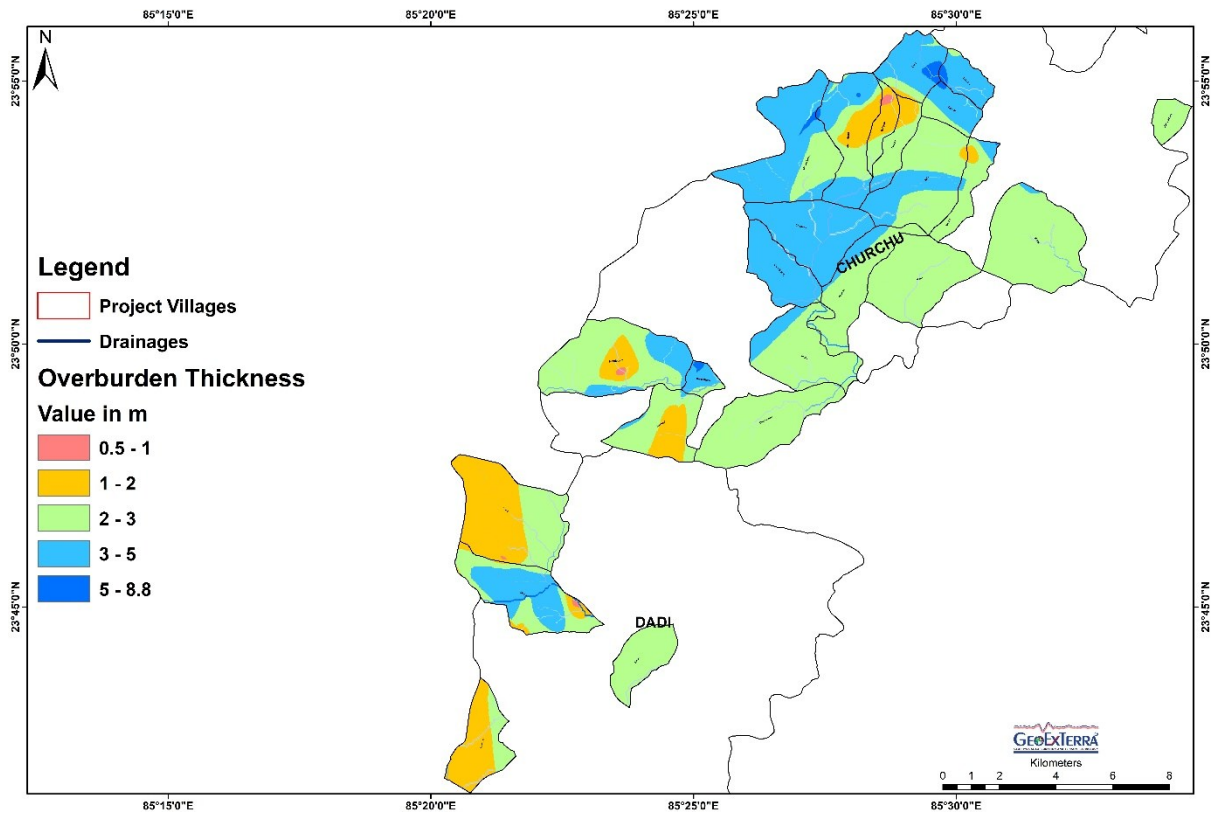 85°15'0"E 85°20'0"E 85°25'0"E 85°30'0"E
N
23°55'0"N 23°55'0"N
CHURCHU
Legend
Project Villages
23°50'0"N 23°50'0"N
Drainages
Overburden Thickness
Value in m
0.5 - 1
1 - 2
2 - 3
3 - 5
5 - 8.8
23°45'0"N 23°45'0"N
DADI
GEOEXTERRA
Kilometers
0 1 2 4 6 8
85°15'0"E 85°20'0"E 85°25'0"E 85°30'0"E